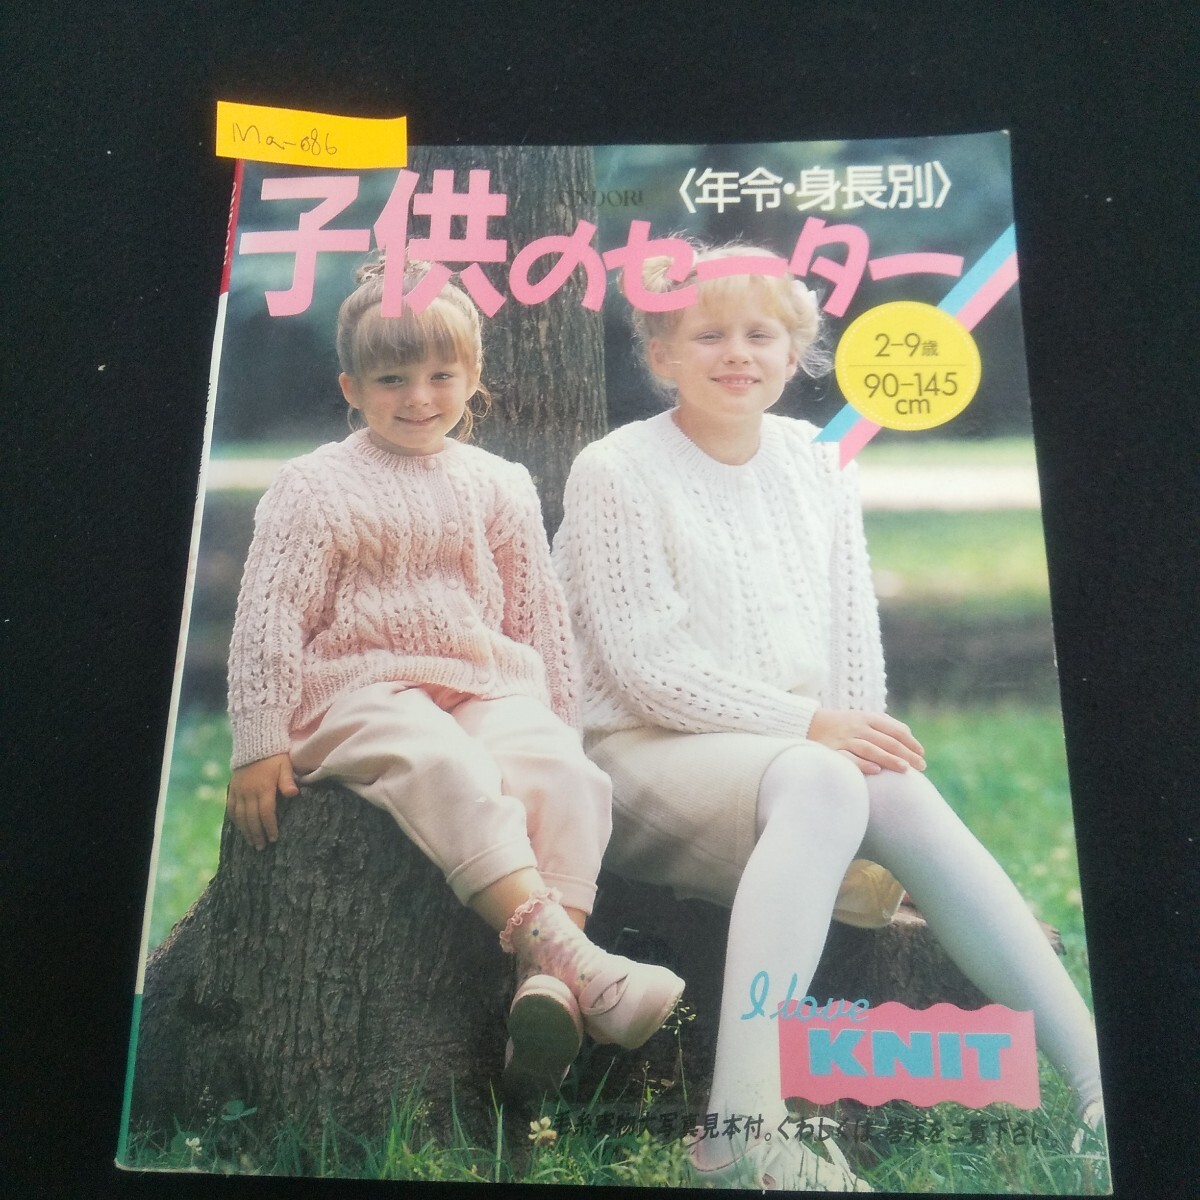 Ma-086
〈年令・身長別〉
ONDORI
子供のセーター
2-9歳
90-145
cm
I love
KNIT
毛糸実物大写真見本付。くわしくは、巻末をご覧下さい